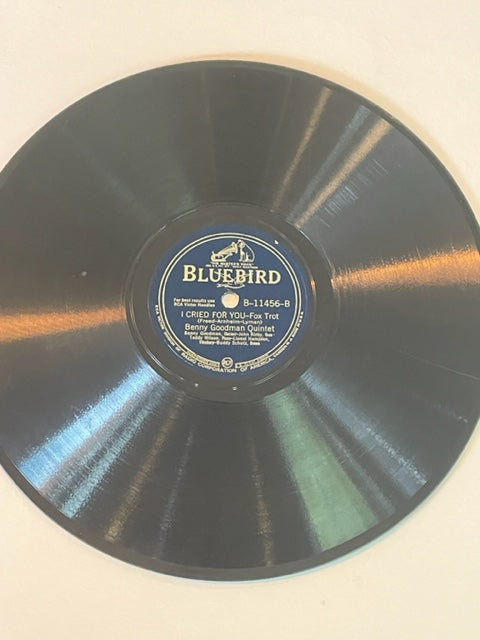 "HIS MASTER'S VOICE"
BLUEBIRD
For best results use
RCA Victor Needles
B-11456-B
I CRIED FOR YOU—Fox Trot
(Freed-Arnheim-Lyman)
Benny Goodman Quintet
Benny Goodman, Clarinet-John Kirby, Bass-
Teddy Wilson, Piano-Lionel Hampton,
Vibraharp-Buddy Schutz, Drums
RCA
RADIO CORPORATION OF AMERICA